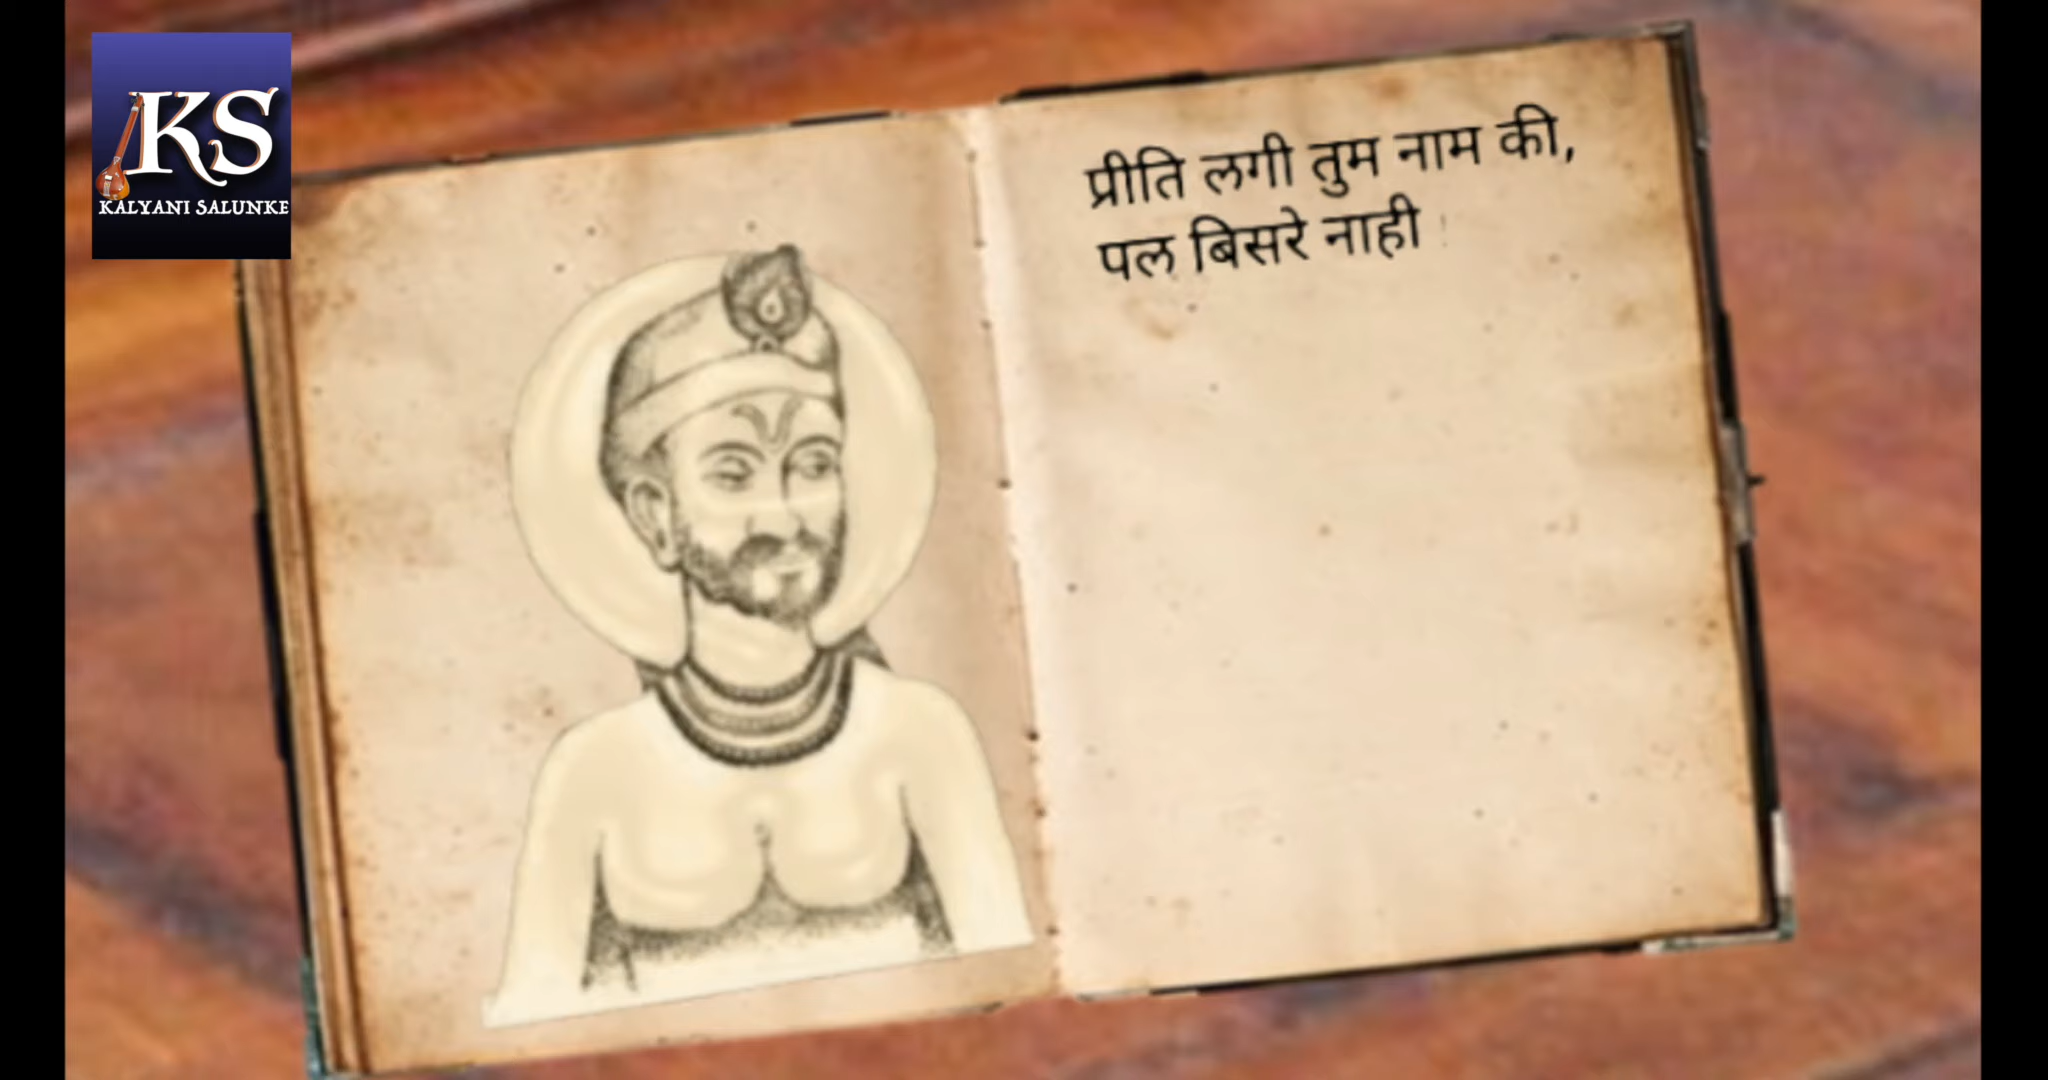 KS
KALYANI SALUNKE
प्रीति लगी तुम नाम की,
पल बिसरे नाही